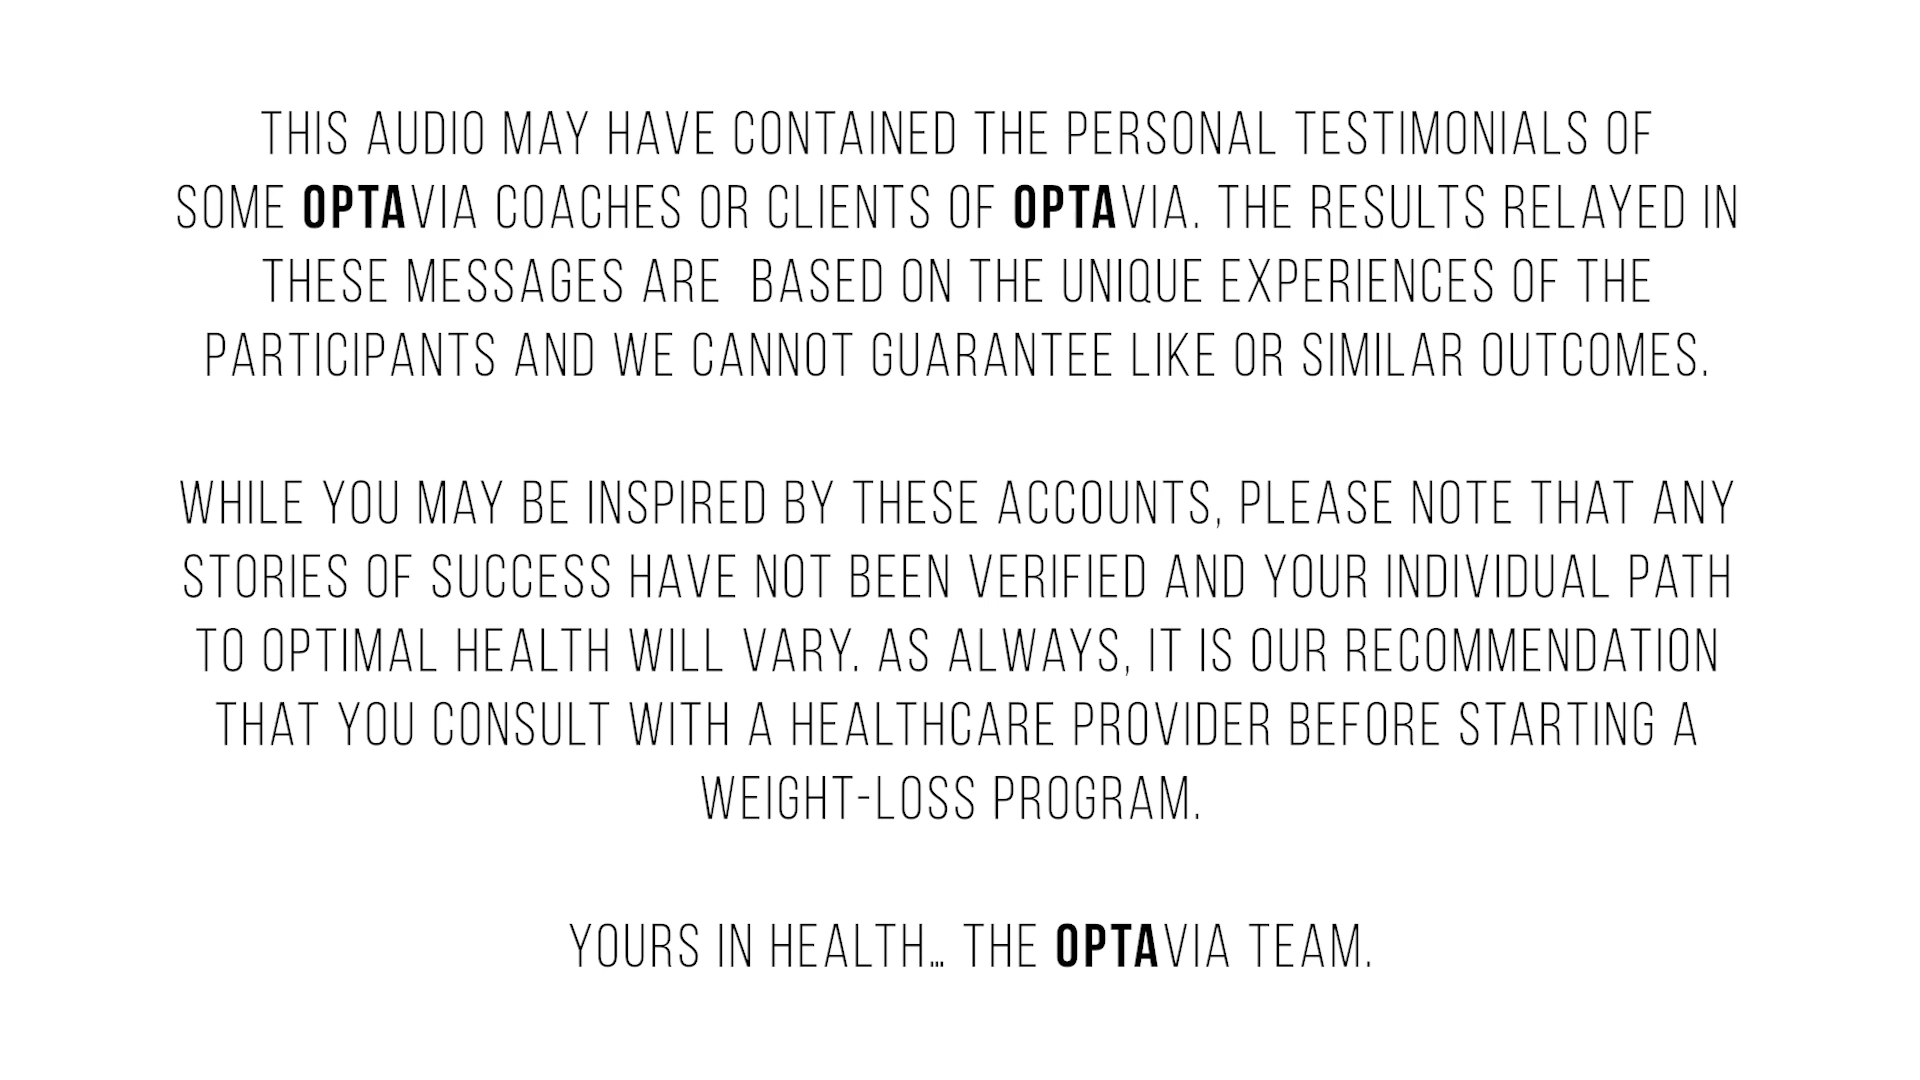 THIS AUDIO MAY HAVE CONTAINED THE PERSONAL TESTIMONIALS OF
SOME OPTAVIA COACHES OR CLIENTS OF OPTAVIA. THE RESULTS RELAYED IN
THESE MESSAGES ARE  BASED ON THE UNIQUE EXPERIENCES OF THE
PARTICIPANTS AND WE CANNOT GUARANTEE LIKE OR SIMILAR OUTCOMES.
WHILE YOU MAY BE INSPIRED BY THESE ACCOUNTS, PLEASE NOTE THAT ANY
STORIES OF SUCCESS HAVE NOT BEEN VERIFIED AND YOUR INDIVIDUAL PATH
TO OPTIMAL HEALTH WILL VARY. AS ALWAYS, IT IS OUR RECOMMENDATION
THAT YOU CONSULT WITH A HEALTHCARE PROVIDER BEFORE STARTING A
WEIGHT-LOSS PROGRAM.
YOURS IN HEALTH… THE OPTAVIA TEAM.